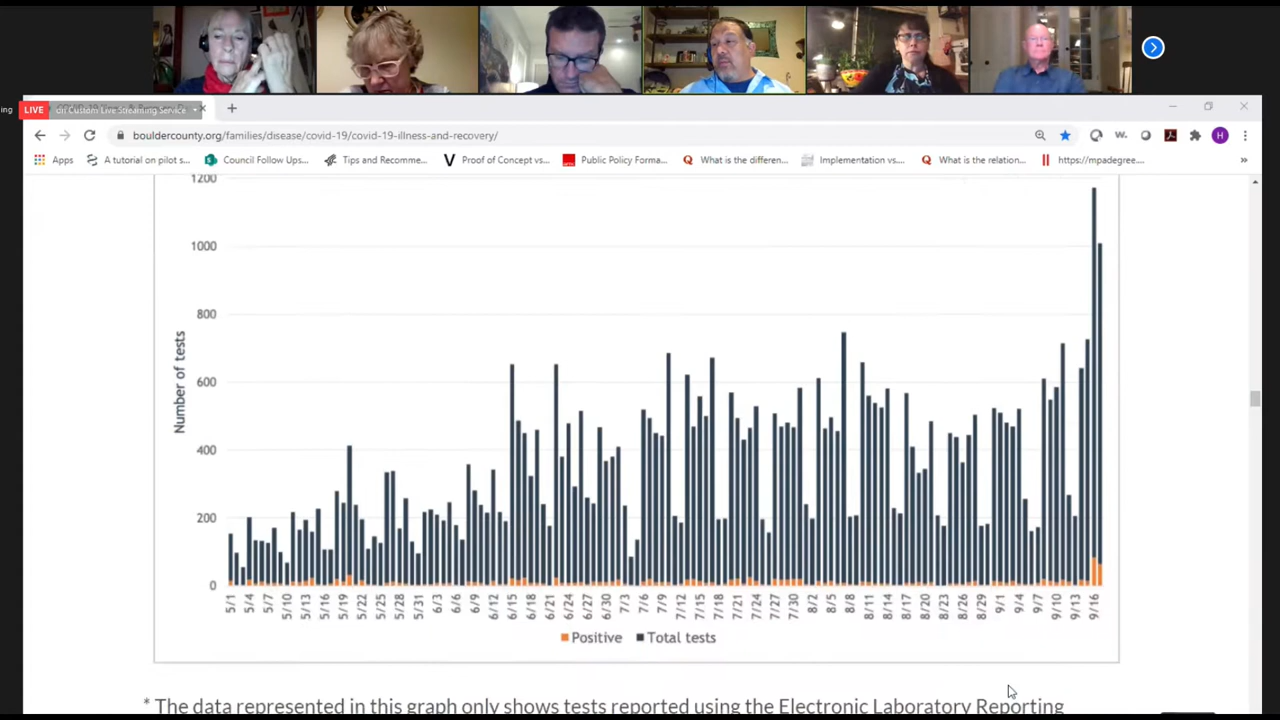 ing LIVE on Custom Live Streaming Service
bouldercounty.org/families/disease/covid-19/covid-19-illness-and-recovery/
Apps A tutorial on pilot s... Council Follow Ups... Tips and Recomme... Proof of Concept vs... Public Policy Forma... What is the differen... Implementation vs.... What is the relation... https://mpadegree....
1200
1000
800
600
400
200
0
Number of tests
5/1 5/4 5/7 5/10 5/13 5/16 5/19 5/22 5/25 5/28 5/31 6/3 6/6 6/9 6/12 6/15 6/18 6/21 6/24 6/27 6/30 7/3 7/6 7/9 7/12 7/15 7/18 7/21 7/24 7/27 7/30 8/2 8/5 8/8 8/11 8/14 8/17 8/20 8/23 8/26 8/29 9/1 9/4 9/7 9/10 9/13 9/16
Positive Total tests
* The data represented in this graph only shows tests reported using the Electronic Laboratory Reporting